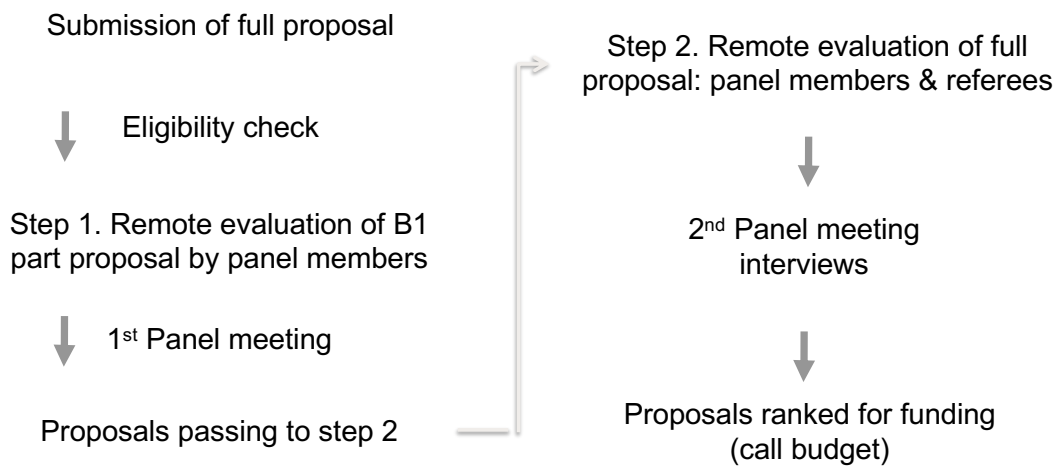 Submission of full proposal
Eligibility check
Step 1. Remote evaluation of B1
part proposal by panel members
1st Panel meeting
Proposals passing to step 2
Step 2. Remote evaluation of full
proposal: panel members & referees
2nd Panel meeting
interviews
Proposals ranked for funding
(call budget)